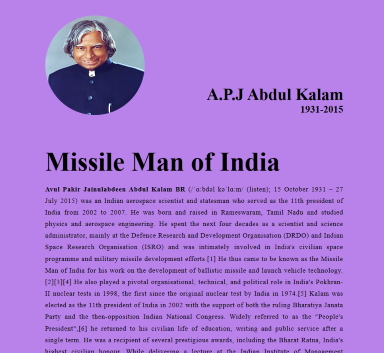 A.P.J Abdul Kalam
1931-2015
Missile Man of India
Avul Pakir Jainulabdeen Abdul Kalam BR (/ˈɑːbdəl kəˈlɑːm/ (listen); 15 October 1931 – 27
July 2015) was an Indian aerospace scientist and statesman who served as the 11th president of
India from 2002 to 2007. He was born and raised in Rameswaram, Tamil Nadu and studied
physics and aerospace engineering. He spent the next four decades as a scientist and science
administrator, mainly at the Defence Research and Development Organisation (DRDO) and Indian
Space Research Organisation (ISRO) and was intimately involved in India's civilian space
programme and military missile development efforts.[1] He thus came to be known as the Missile
Man of India for his work on the development of ballistic missile and launch vehicle technology.
[2][3][4] He also played a pivotal organisational, technical, and political role in India's Pokhran-
II nuclear tests in 1998, the first since the original nuclear test by India in 1974.[5] Kalam was
elected as the 11th president of India in 2002 with the support of both the ruling Bharatiya Janata
Party and the then-opposition Indian National Congress. Widely referred to as the "People's
President",[6] he returned to his civilian life of education, writing and public service after a
single term. He was a recipient of several prestigious awards, including the Bharat Ratna, India's
highest civilian honour. While delivering a lecture at the Indian Institute of Management